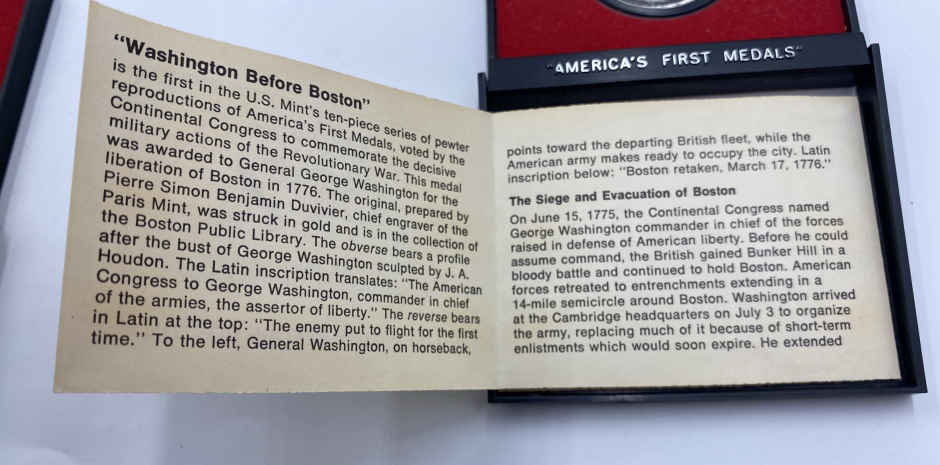 "Washington Before Boston"
is the first in the U.S. Mint's ten-piece series of pewter
reproductions of America's First Medals, voted by the
Continental Congress to commemorate the decisive
military actions of the Revolutionary War. This medal
was awarded to General George Washington for the
liberation of Boston in 1776. The original, prepared by
Pierre Simon Benjamin Duvivier, chief engraver of the
Paris Mint, was struck in gold and is in the collection of
the Boston Public Library. The obverse bears a profile
after the bust of George Washington sculpted by J. A.
Houdon. The Latin inscription translates: "The American
Congress to George Washington, commander in chief
of the armies, the assertor of liberty." The reverse bears
in Latin at the top: "The enemy put to flight for the first
time." To the left, General Washington, on horseback,
"AMERICA'S FIRST MEDALS"
points toward the departing British fleet, while the
American army makes ready to occupy the city. Latin
inscription below: "Boston retaken, March 17, 1776."
The Siege and Evacuation of Boston
On June 15, 1775, the Continental Congress named
George Washington commander in chief of the forces
raised in defense of American liberty. Before he could
assume command, the British gained Bunker Hill in a
bloody battle and continued to hold Boston. American
forces retreated to entrenchments extending in a
14-mile semicircle around Boston. Washington arrived
at the Cambridge headquarters on July 3 to organize
the army, replacing much of it because of short-term
enlistments which would soon expire. He extended